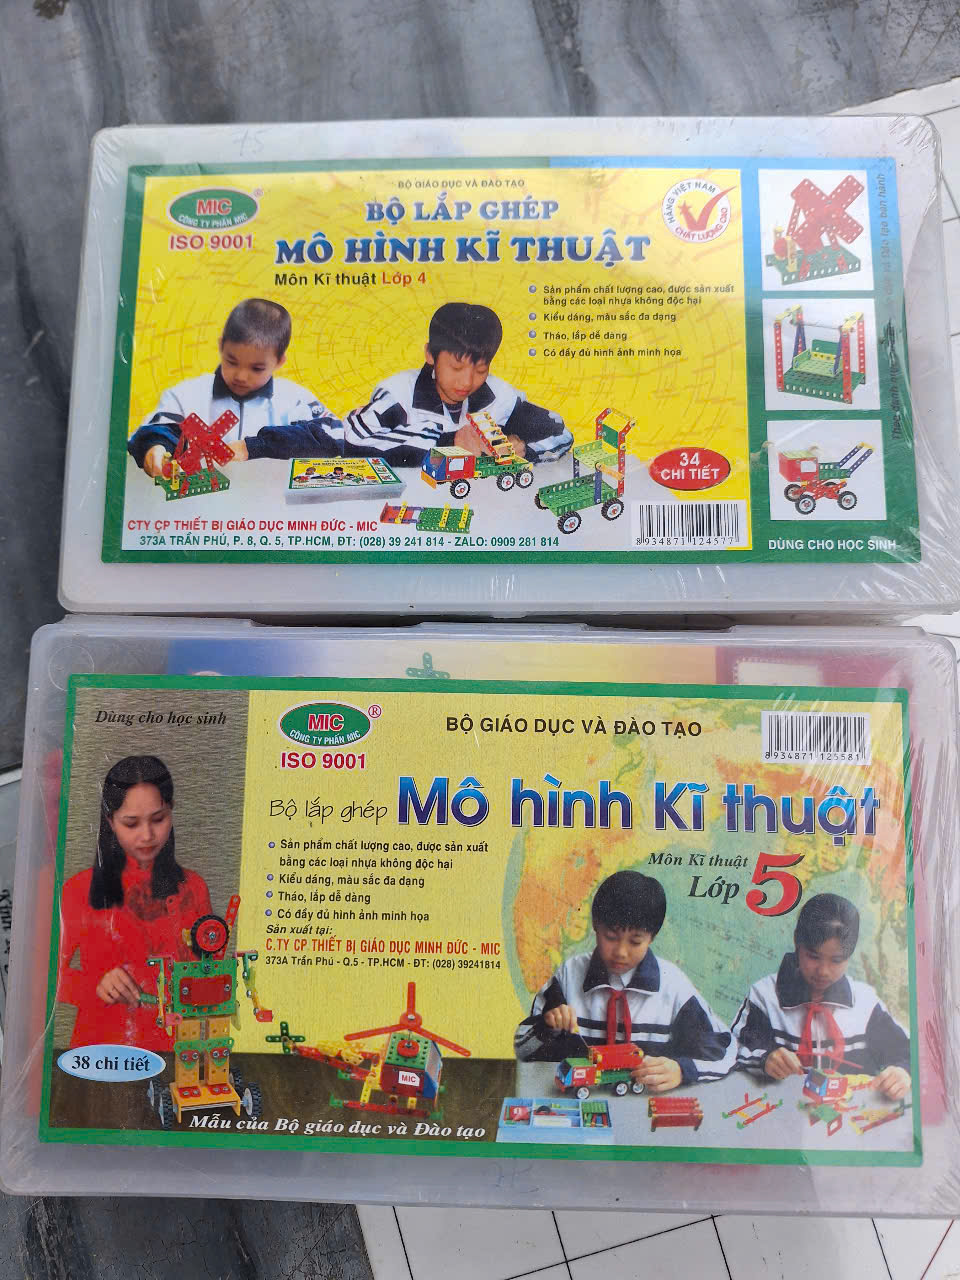 BỘ GIÁO DỤC VÀ ĐÀO TẠO
MIC ®
CÔNG TY PHẦN MIC
ISO 9001
BỘ LẮP GHÉP
MÔ HÌNH KĨ THUẬT
Môn Kĩ thuật Lớp 4
HÀNG VIỆT NAM
CHẤT LƯỢNG CAO
Sản phẩm chất lượng cao, được sản xuất
bằng các loại nhựa không độc hại
Kiểu dáng, màu sắc đa dạng
Tháo, lắp dễ dàng
Có đầy đủ hình ảnh minh họa
34
CHI TIẾT
CTY CP THIẾT BỊ GIÁO DỤC MINH ĐỨC - MIC
373A TRẦN PHÚ, P. 8, Q. 5, TP.HCM, ĐT: (028) 39 241 814 - ZALO: 0909 281 814
8 934871 124577
DÙNG CHO HỌC SINH
Dùng cho học sinh
MIC ®
CÔNG TY PHẦN MIC
ISO 9001
BỘ GIÁO DỤC VÀ ĐÀO TẠO
8 934871 125581
Bộ lắp ghép Mô hình Kĩ thuật
Môn Kĩ thuật
Lớp 5
Sản phẩm chất lượng cao, được sản xuất
bằng các loại nhựa không độc hại
Kiểu dáng, màu sắc đa dạng
Tháo, lắp dễ dàng
Có đầy đủ hình ảnh minh họa
Sản xuất tại:
C.TY CP THIẾT BỊ GIÁO DỤC MINH ĐỨC - MIC
373A Trần Phú - Q.5 - TP.HCM - ĐT: (028) 39241814
38 chi tiết
MIC
Mẫu của Bộ giáo dục và Đào tạo